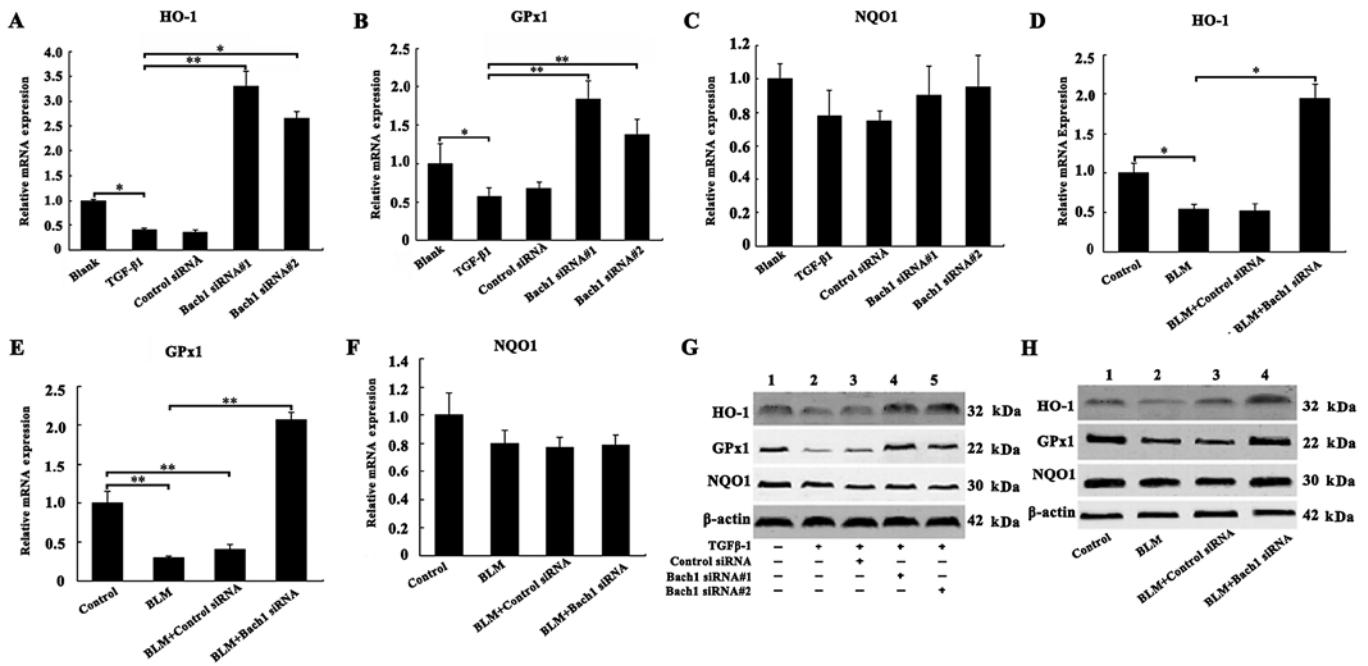 A
HO-1
Relative mRNA expression
4.0
3.5
3.0
2.5
2.0
1.5
1.0
0.5
0.0
*
**
*
Blank
TGF-β1
Control siRNA
Bach1 siRNA#1
Bach1 siRNA#2
B
GPx1
Relative mRNA expression
2.5
2.0
1.5
1.0
0.5
0.0
**
**
*
Blank
TGF-β1
Control siRNA
Bach1 siRNA#1
Bach1 siRNA#2
C
NQO1
Relative mRNA expression
1.2
1.0
0.8
0.6
0.4
0.2
0.0
Blank
TGF-β1
Control siRNA
Bach1 siRNA#1
Bach1 siRNA#2
D
HO-1
Relative mRNA Expression
2.5
2.0
1.5
1.0
0.5
0.0
*
*
Control
BLM
BLM+Control siRNA
BLM+Bach1 siRNA
E
GPx1
Relative mRNA expression
2.5
2.0
1.5
1.0
0.5
0.0
**
**
**
Control
BLM
BLM+Control siRNA
BLM+Bach1 siRNA
F
NQO1
Relative mRNA expression
1.4
1.2
1.0
0.8
0.6
0.4
0.2
0.0
Control
BLM
BLM+Control siRNA
BLM+Bach1 siRNA
G
1 2 3 4 5
HO-1 32 kDa
GPx1 22 kDa
NQO1 30 kDa
β-actin 42 kDa
TGFβ-1 – + + + +
Control siRNA – – + – –
Bach1 siRNA#1 – – – + –
Bach1 siRNA#2 – – – – +
H
1 2 3 4
HO-1 32 kDa
GPx1 22 kDa
NQO1 30 kDa
β-actin 42 kDa
Control
BLM
BLM+Control siRNA
BLM+Bach1 siRNA